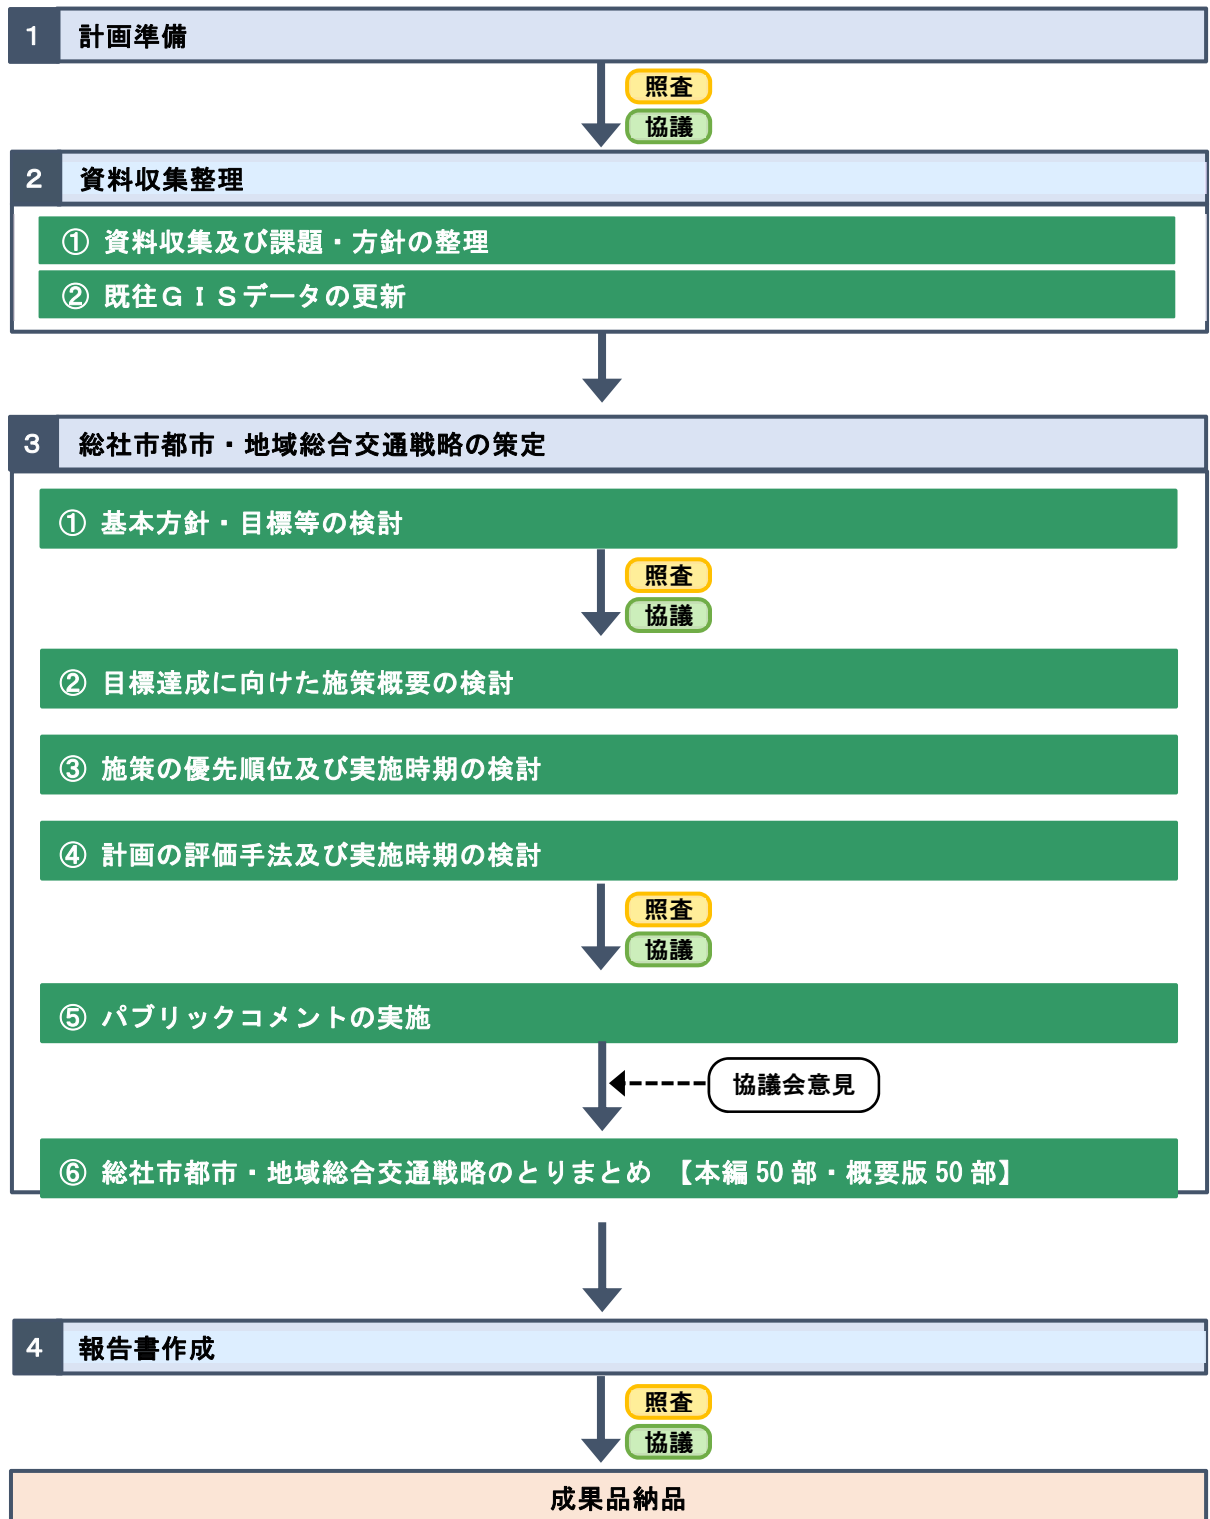 1 計画準備
照査
協議
2 資料収集整理
① 資料収集及び課題・方針の整理
② 既往GISデータの更新
3 総社市都市・地域総合交通戦略の策定
① 基本方針・目標等の検討
照査
協議
② 目標達成に向けた施策概要の検討
③ 施策の優先順位及び実施時期の検討
④ 計画の評価手法及び実施時期の検討
照査
協議
⑤ パブリックコメントの実施
協議会意見
⑥ 総社市都市・地域総合交通戦略のとりまとめ 【本編 50 部・概要版 50 部】
4 報告書作成
照査
協議
成果品納品